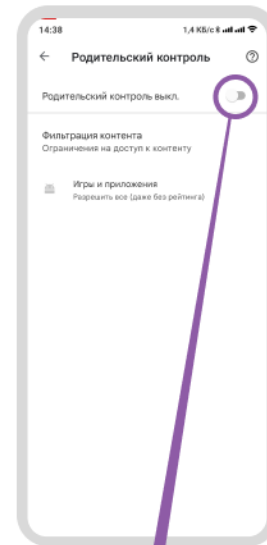 14:38 1,4 КБ/с
Родительский контроль
Родительский контроль выкл.
Фильтрация контента
Ограничения на доступ к контенту
Игры и приложения
Разрешить все (даже без рейтинга)